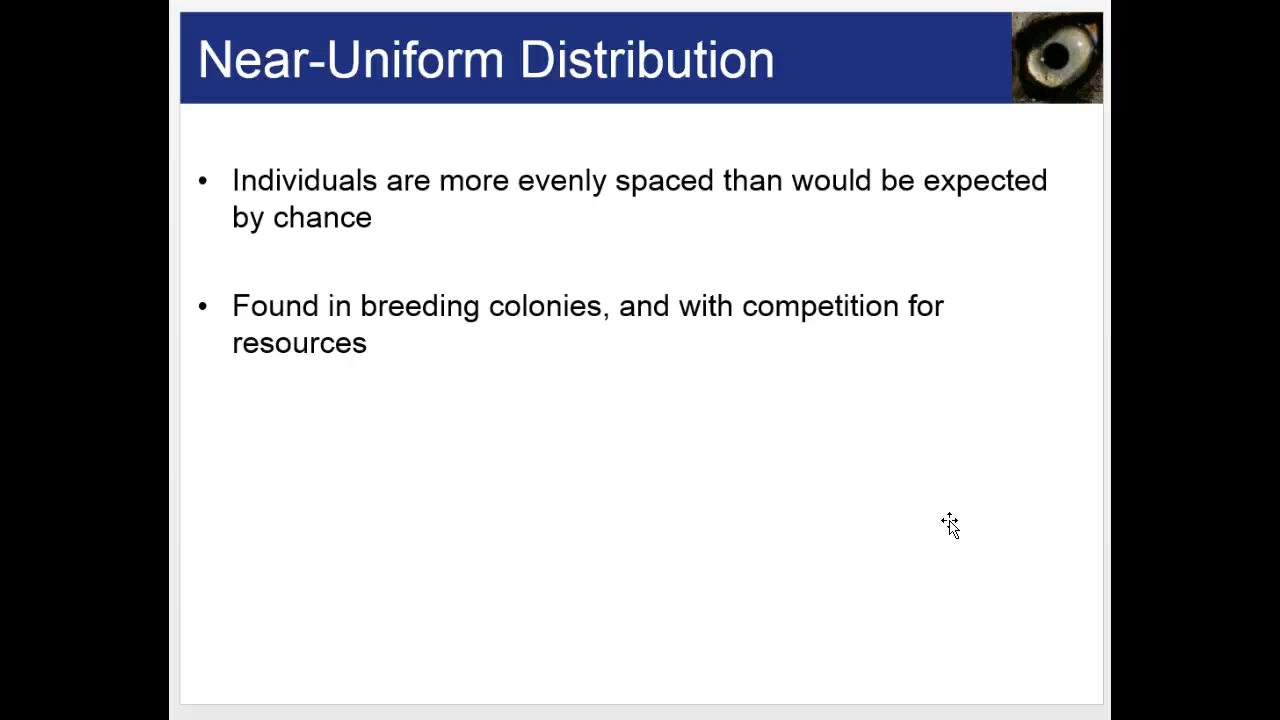 Near-Uniform Distribution
• Individuals are more evenly spaced than would be expected
by chance
• Found in breeding colonies, and with competition for
resources